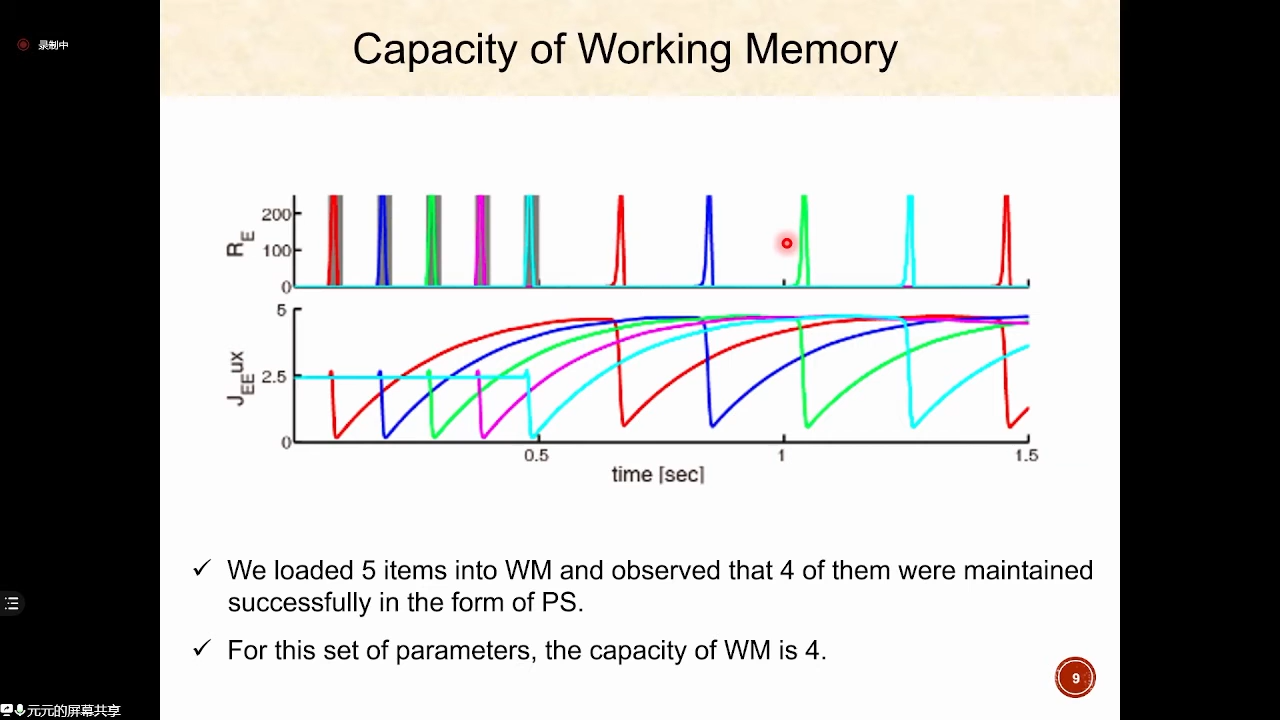 录制中
Capacity of Working Memory
200
100
0
R_E
5
2.5
0
J_EE ux
0.5 1 1.5
time [sec]
✓ We loaded 5 items into WM and observed that 4 of them were maintained
successfully in the form of PS.
✓ For this set of parameters, the capacity of WM is 4.
9
元元的屏幕共享